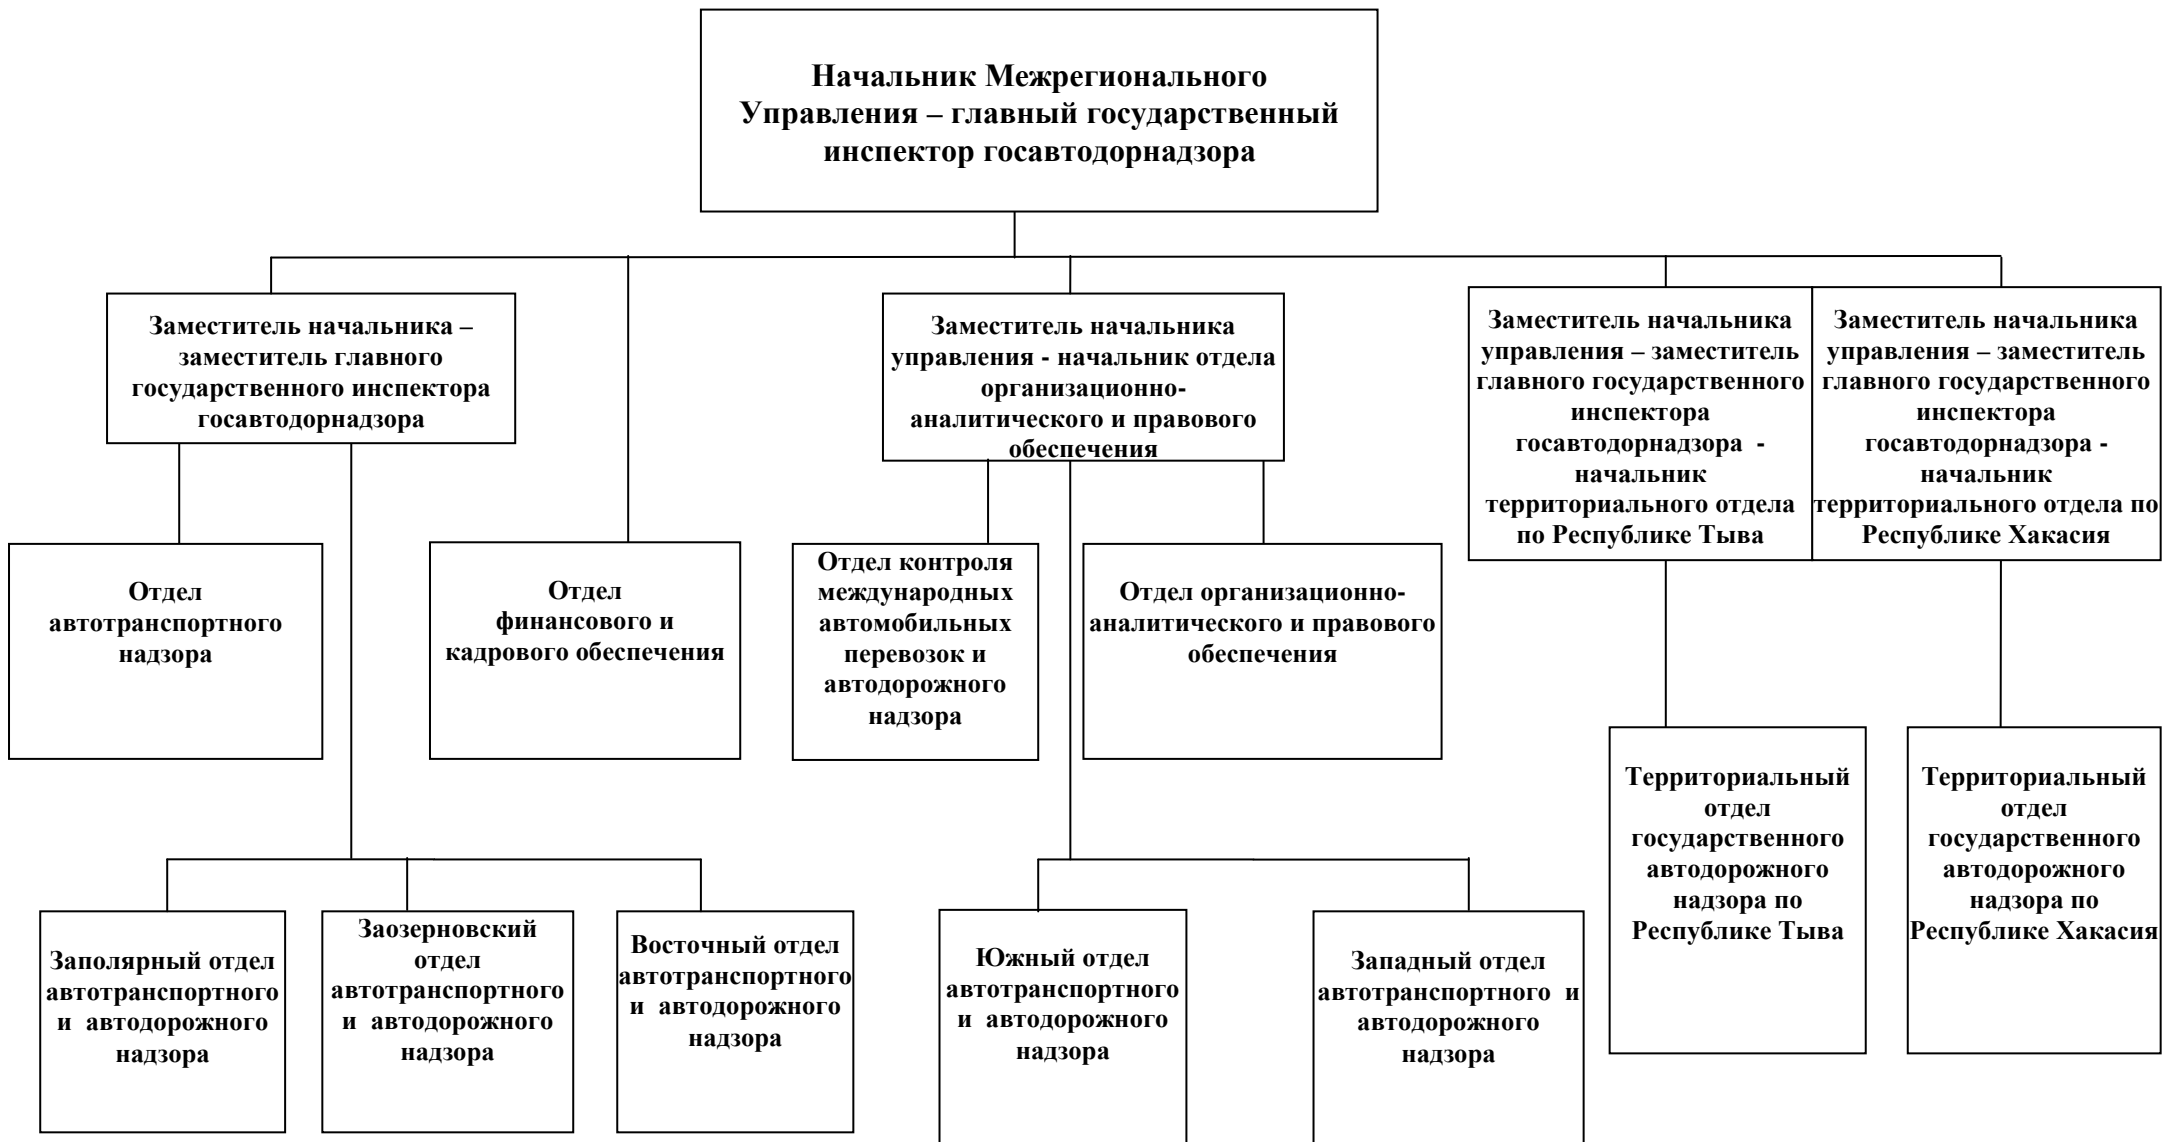 Начальник Межрегионального
Управления – главный государственный
инспектор госавтодорнадзора
Заместитель начальника –
заместитель главного
государственного инспектора
госавтодорнадзора
Заместитель начальника
управления - начальник отдела
организационно-
аналитического и правового
обеспечения
Заместитель начальника
управления – заместитель
главного государственного
инспектора
госавтодорнадзора -
начальник
территориального отдела
по Республике Тыва
Заместитель начальника
управления – заместитель
главного государственного
инспектора
госавтодорнадзора -
начальник
территориального отдела по
Республике Хакасия
Отдел
автотранспортного
надзора
Отдел
финансового и
кадрового обеспечения
Отдел контроля
международных
автомобильных
перевозок и
автодорожного
надзора
Отдел организационно-
аналитического и правового
обеспечения
Территориальный
отдел
государственного
автодорожного
надзора по
Республике Тыва
Территориальный
отдел
государственного
автодорожного
надзора по
Республике Хакасия
Заполярный отдел
автотранспортного
и автодорожного
надзора
Заозерновский
отдел
автотранспортного
и автодорожного
надзора
Восточный отдел
автотранспортного
и автодорожного
надзора
Южный отдел
автотранспортного
и автодорожного
надзора
Западный отдел
автотранспортного и
автодорожного
надзора